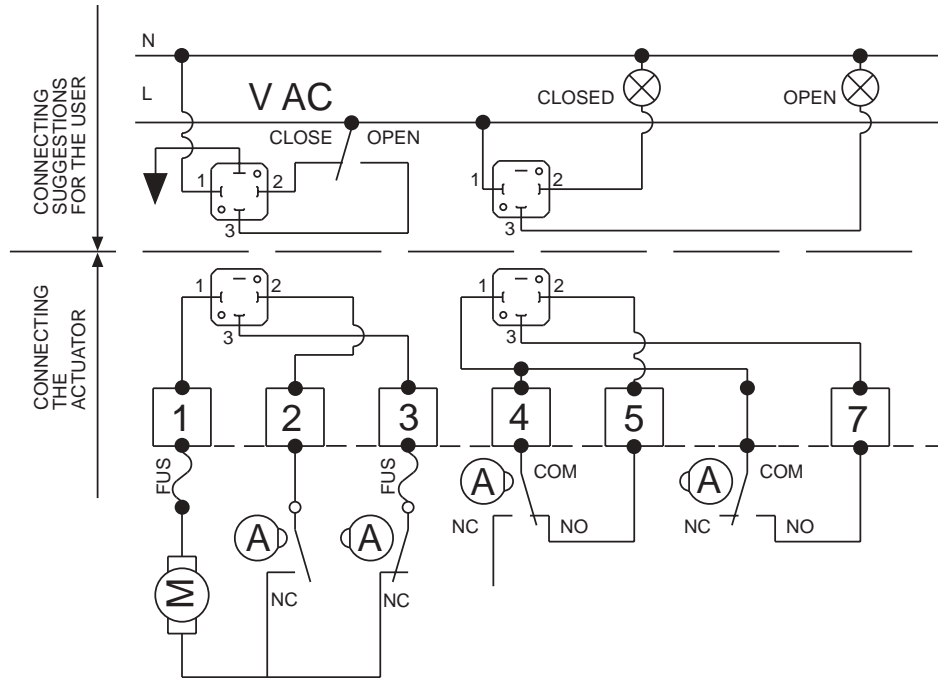 CONNECTING
SUGGESTIONS
FOR THE USER
N
L
V AC
CLOSED
OPEN
CLOSE
OPEN
1
2
3
1
2
3
CONNECTING
THE
ACTUATOR
1
2
3
1
2
3
1
2
3
4
5
7
FUS
FUS
A
COM
A
COM
NC
NO
NC
NO
A
A
NC
NC
M